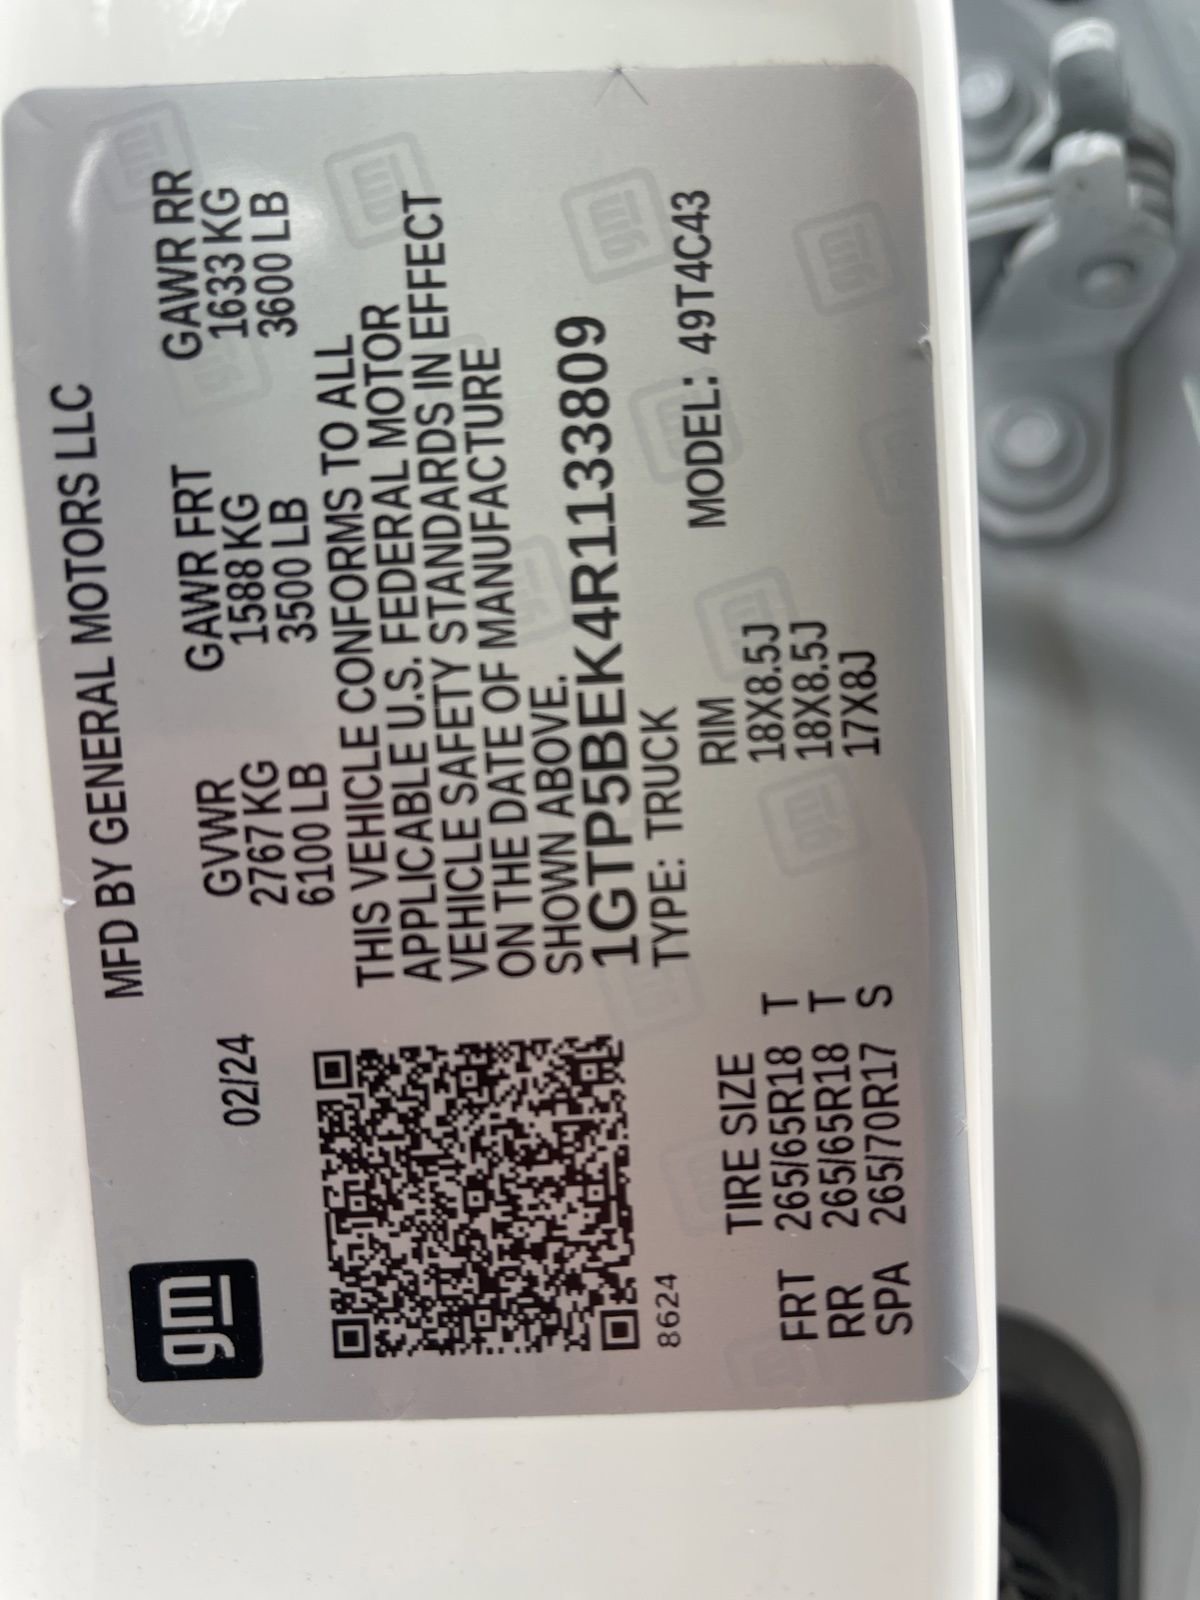 gm
MFD BY GENERAL MOTORS LLC
02/24
GVWR GAWR FRT GAWR RR
2767 KG 1588 KG 1633 KG
6100 LB 3500 LB 3600 LB
THIS VEHICLE CONFORMS TO ALL
APPLICABLE U.S. FEDERAL MOTOR
VEHICLE SAFETY STANDARDS IN EFFECT
ON THE DATE OF MANUFACTURE
SHOWN ABOVE.
1GTP5BEK4R1133809
8624
TYPE: TRUCK MODEL: 49T4C43
TIRE SIZE RIM
FRT 265/65R18 T 18X8.5J
RR 265/65R18 T 18X8.5J
SPA 265/70R17 S 17X8J